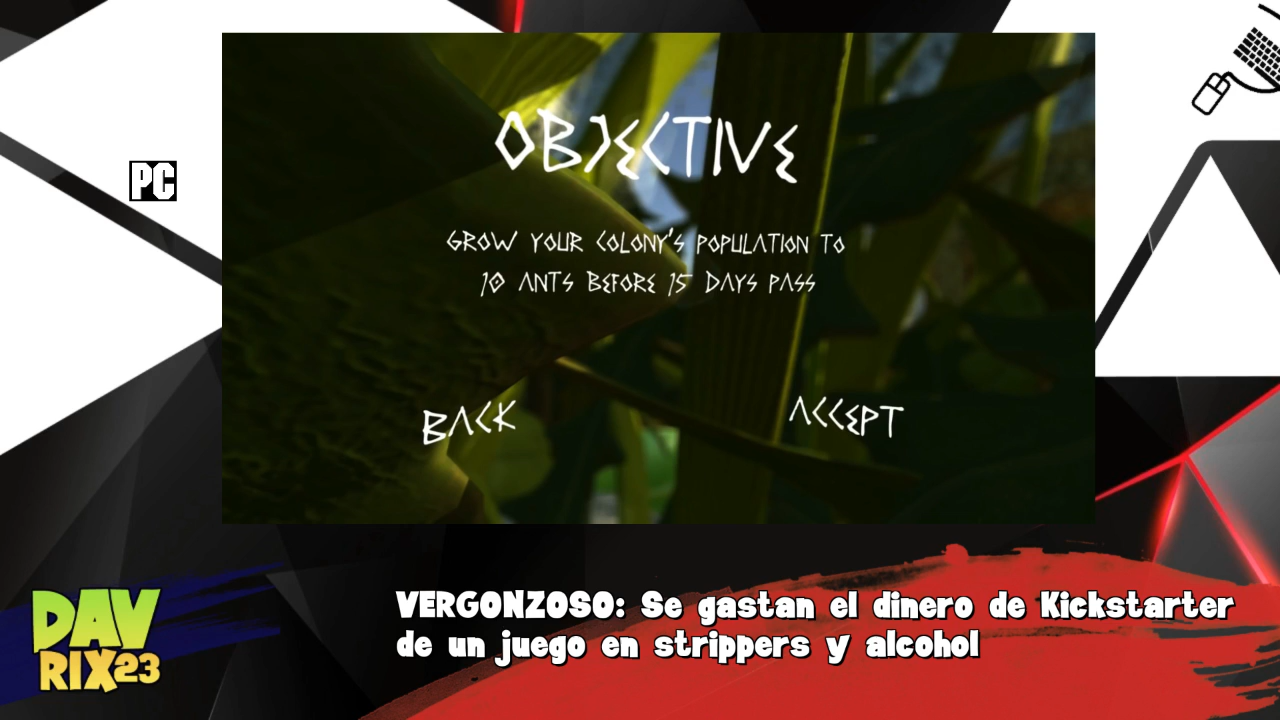 OBJECTIVE
GROW YOUR COLONY'S POPULATION TO
10 ANTS BEFORE 15 DAYS PASS
BACK
ACCEPT
PC
DAV
RIX23
VERGONZOSO: Se gastan el dinero de Kickstarter
de un juego en strippers y alcohol